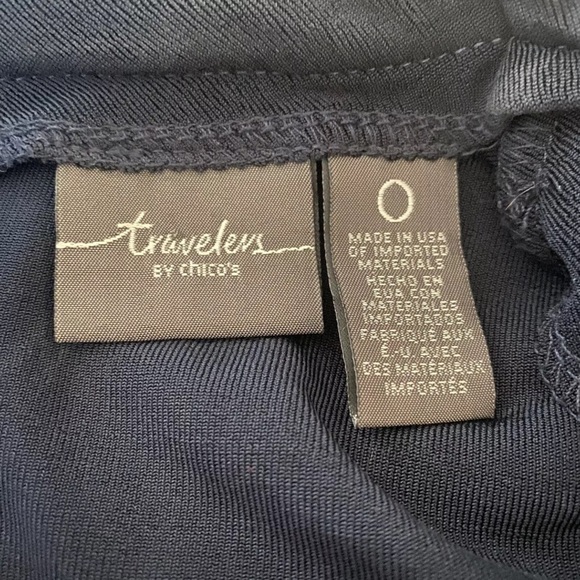 travelers
BY chico's
0
MADE IN USA
OF IMPORTED
MATERIALS
HECHO EN
EUA CON
MATERIALES
IMPORTADOS
FABRIQUÉ AUX
É.-U. AVEC
DES MATÉRIAUX
IMPORTÉS